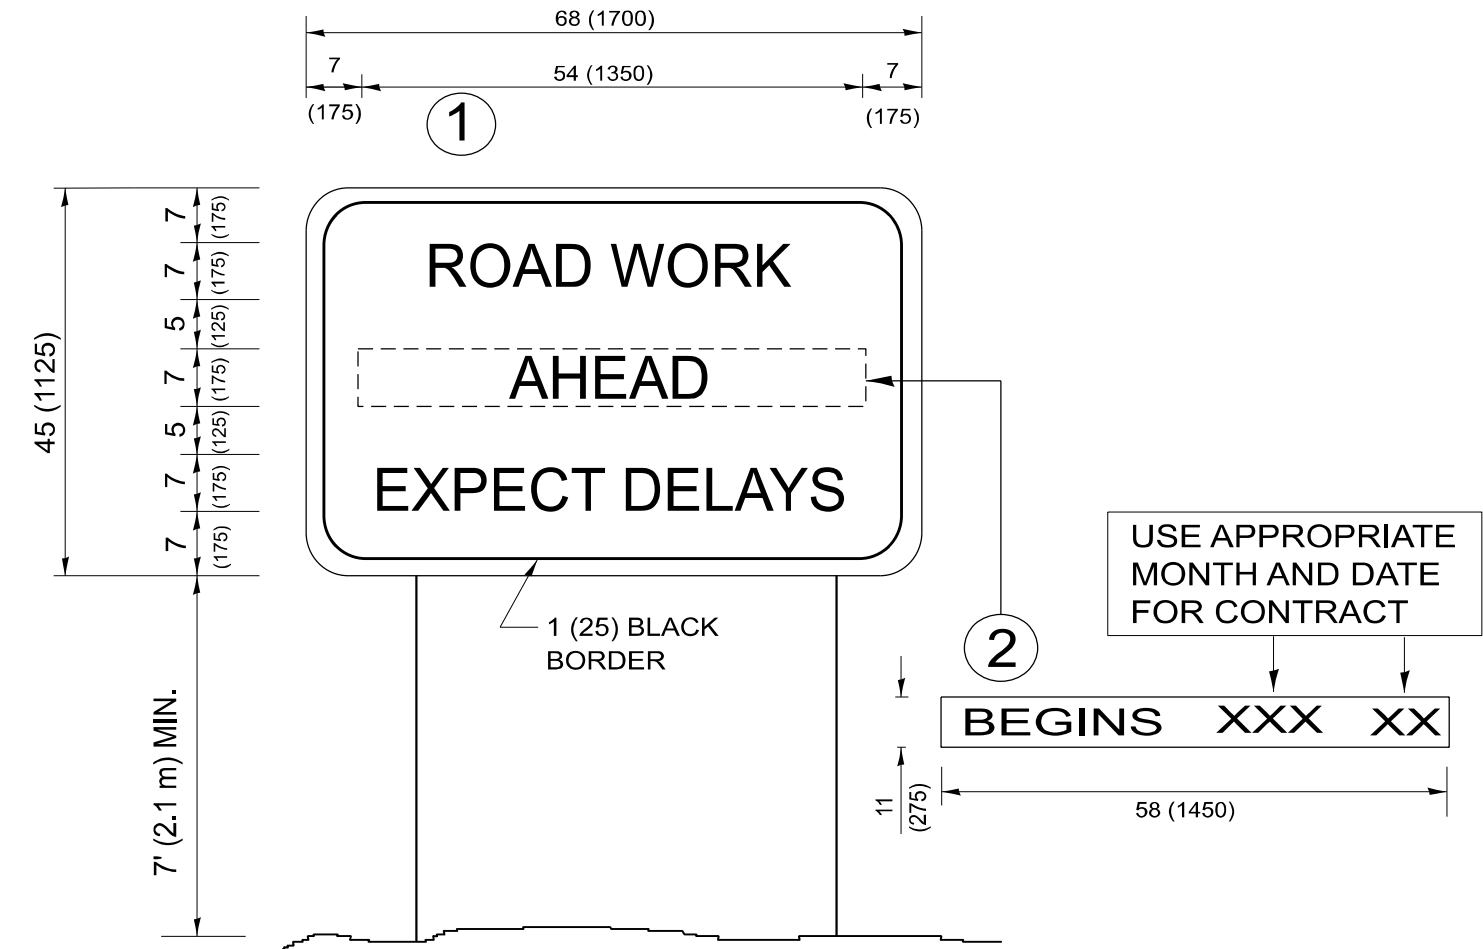 68 (1700)
7
54 (1350)
7
(175)
(175)
1
7
(175)
7
(175)
5
(125)
7
(175)
5
(125)
7
(175)
7
(175)
45 (1125)
ROAD WORK
AHEAD
EXPECT DELAYS
1 (25) BLACK
BORDER
7' (2.1 m) MIN.
2
USE APPROPRIATE
MONTH AND DATE
FOR CONTRACT
BEGINS XXX XX
11
(275)
58 (1450)